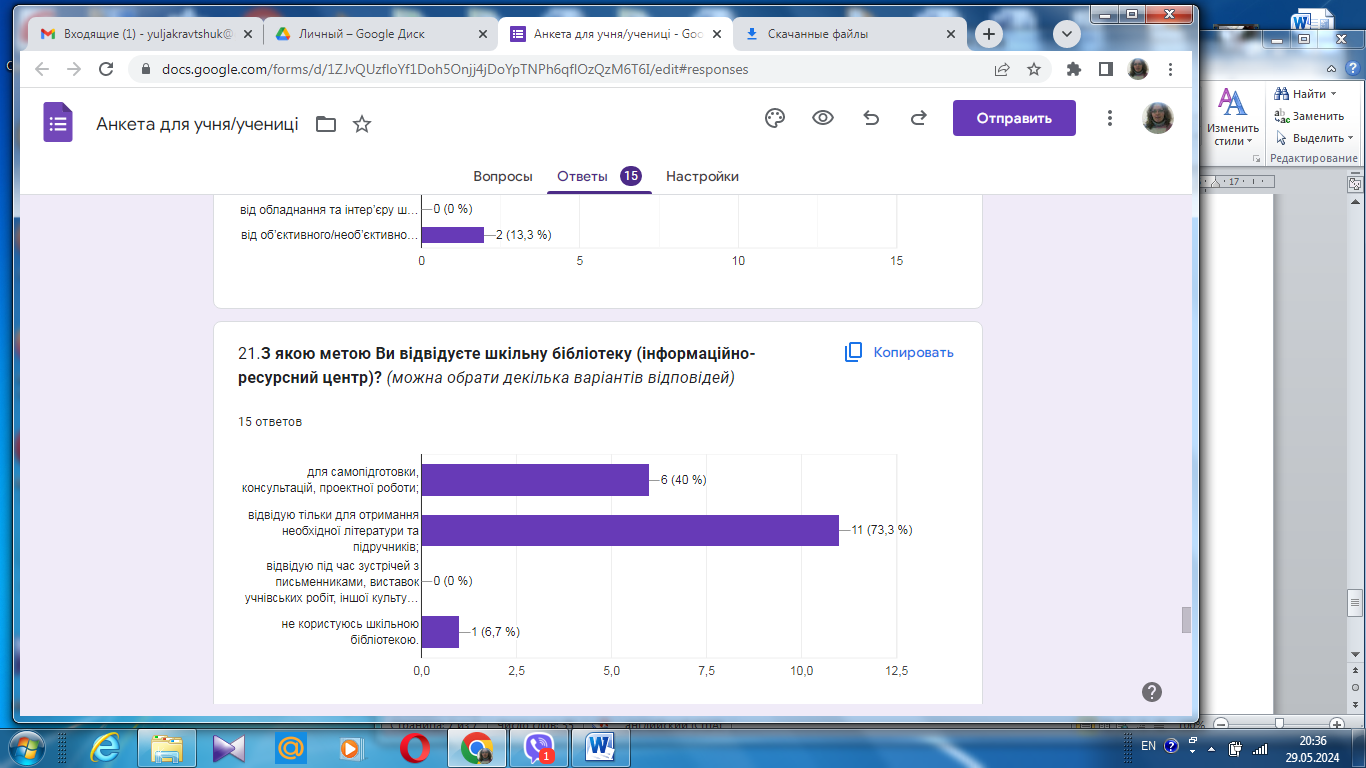 Входящие (1) - yuljakravtshuk@
Личный – Google Диск
Анкета для учня/учениці - Goo
Скачанные файлы
docs.google.com/forms/d/1ZJvQUzfloYf1Doh5Onjj4jDoYpTNPh6qflOzQzM6T6I/edit#responses
Анкета для учня/учениці
Отправить
Вопросы
Ответы 15
Настройки
від обладнання та інтер'єру ш...
0 (0 %)
від об'єктивного/необ'єктивно...
2 (13,3 %)
0 5 10 15
21.З якою метою Ви відвідуєте шкільну бібліотеку (інформаційно-
ресурсний центр)? (можна обрати декілька варіантів відповідей)
Копировать
15 ответов
для самопідготовки,
консультацій, проектної роботи;
6 (40 %)
відвідую тільки для отримання
необхідної літератури та
підручників;
11 (73,3 %)
відвідую під час зустрічей з
письменниками, виставок
учнівських робіт, іншої культу...
0 (0 %)
не користуюсь шкільною
бібліотекою.
1 (6,7 %)
0,0 2,5 5,0 7,5 10,0 12,5
Найти
Заменить
Выделить
Изменить
стили
Редактирование
17
EN
20:36
29.05.2024